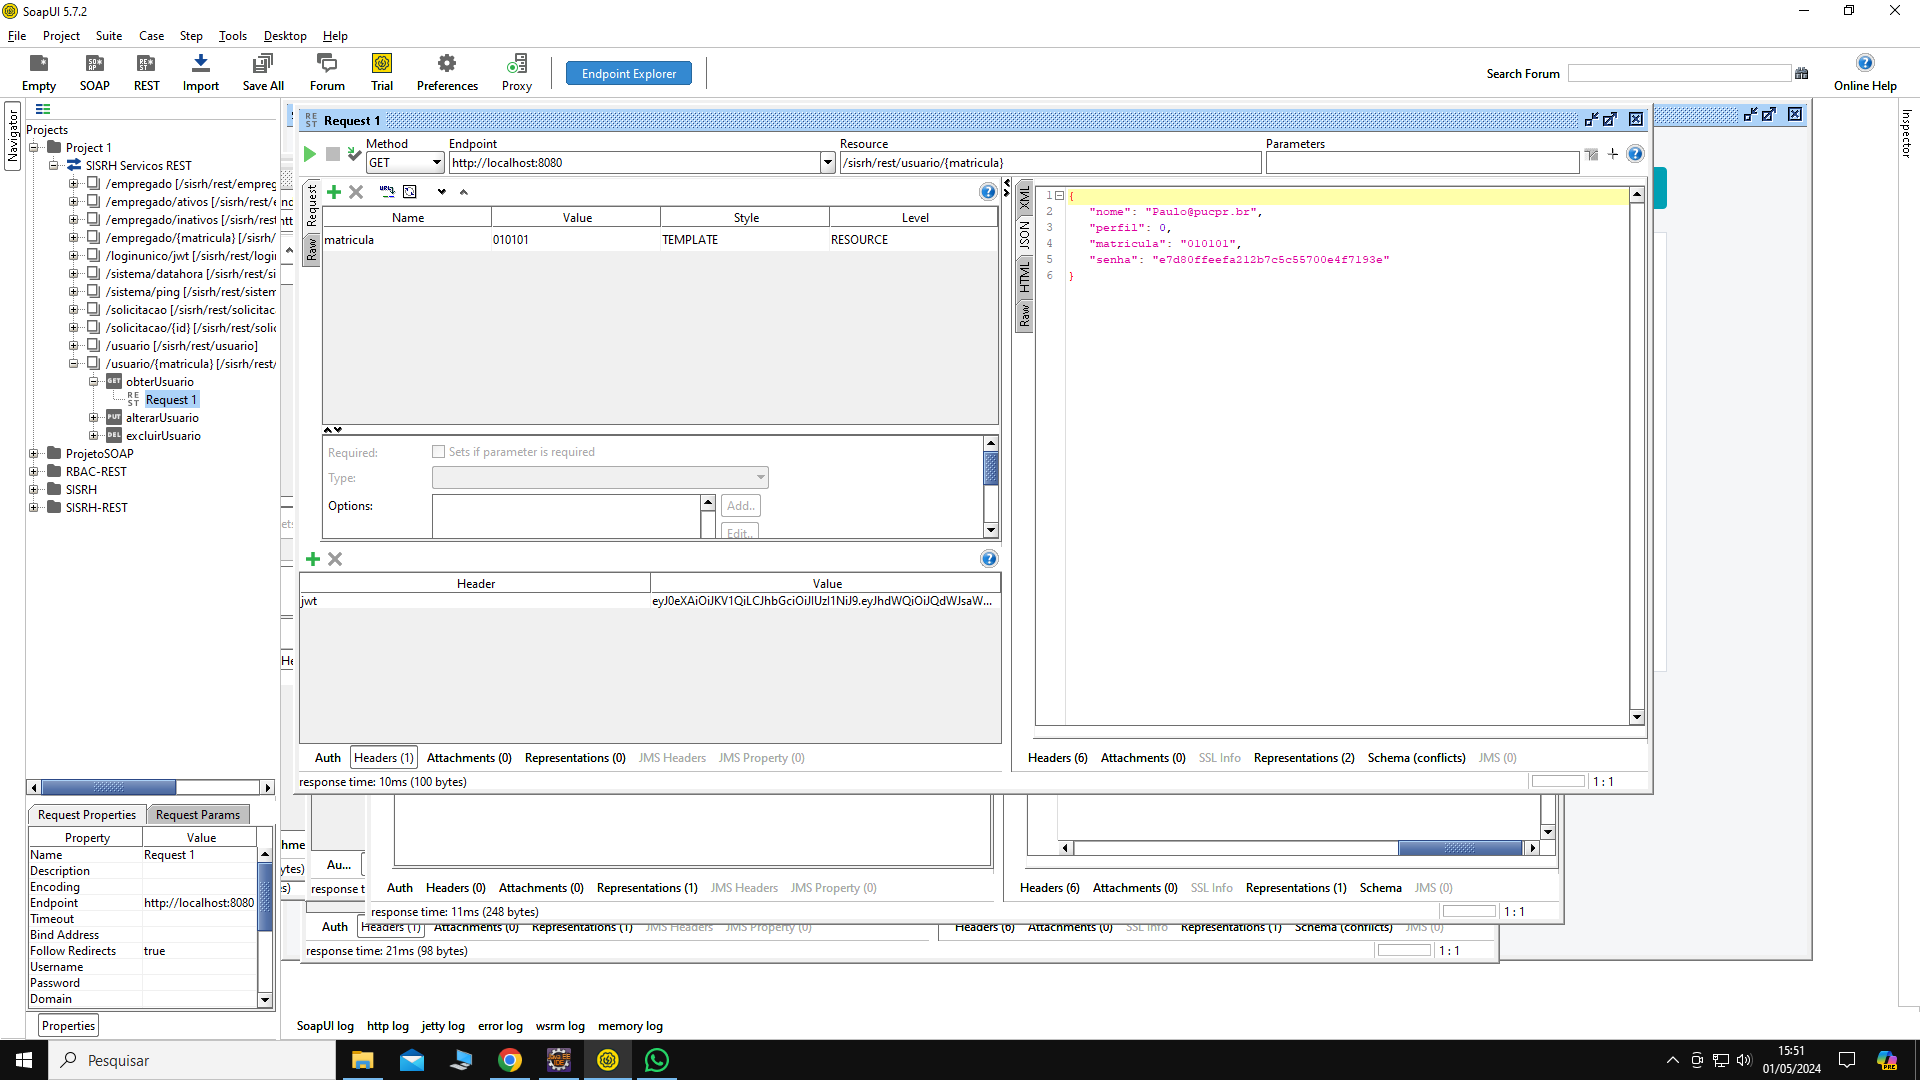 SoapUI 5.7.2
File Project Suite Case Step Tools Desktop Help
Empty SOAP REST Import Save All Forum Trial Preferences Proxy Endpoint Explorer Search Forum Online Help
Navigator
Inspector
Projects
Project 1
SISRH Servicos REST
/empregado [/sisrh/rest/empreg
/empregado/ativos [/sisrh/rest/e
/empregado/inativos [/sisrh/rest
/empregado/{matricula} [/sisrh/
/loginunico/jwt [/sisrh/rest/logi
/sistema/datahora [/sisrh/rest/si
/sistema/ping [/sisrh/rest/sistem
/solicitacao [/sisrh/rest/solicitac
/solicitacao/{id} [/sisrh/rest/solic
/usuario [/sisrh/rest/usuario]
/usuario/{matricula} [/sisrh/rest/
GET obterUsuario
REST Request 1
PUT alterarUsuario
DEL excluirUsuario
ProjetoSOAP
RBAC-REST
SISRH
SISRH-REST
Request Properties Request Params
Property Value
Name Request 1
Description
Encoding
Endpoint http://localhost:8080
Timeout
Bind Address
Follow Redirects true
Username
Password
Domain
Properties
REST Request 1
Method Endpoint Resource Parameters
GET http://localhost:8080 /sisrh/rest/usuario/{matricula}
Request
Raw
Name Value Style Level
matricula 010101 TEMPLATE RESOURCE
Required: Sets if parameter is required
Type:
Options: Add..
Edit..
Header Value
jwt eyJ0eXAiOiJKV1QiLCJhbGciOiJIUzI1NiJ9.eyJhdWQiOiJQdWJsaW...
Auth Headers (1) Attachments (0) Representations (0) JMS Headers JMS Property (0)
response time: 10ms (100 bytes)
XML
JSON
HTML
Raw
1 {
2 "nome": "Paulo@pucpr.br",
3 "perfil": 0,
4 "matricula": "010101",
5 "senha": "e7d80ffeefa212b7c5c55700e4f7193e"
6 }
Headers (6) Attachments (0) SSL Info Representations (2) Schema (conflicts) JMS (0)
1 : 1
Au...
response t
Auth Headers (0) Attachments (0) Representations (1) JMS Headers JMS Property (0)
Headers (6) Attachments (0) SSL Info Representations (1) Schema JMS (0)
response time: 11ms (248 bytes)
1 : 1
Auth Headers (1) Attachments (0) Representations (1) JMS Headers JMS Property (0)
Headers (6) Attachments (0) SSL Info Representations (1) Schema (conflicts) JMS (0)
response time: 21ms (98 bytes)
1 : 1
SoapUI log http log jetty log error log wsrm log memory log
Pesquisar
15:51
01/05/2024